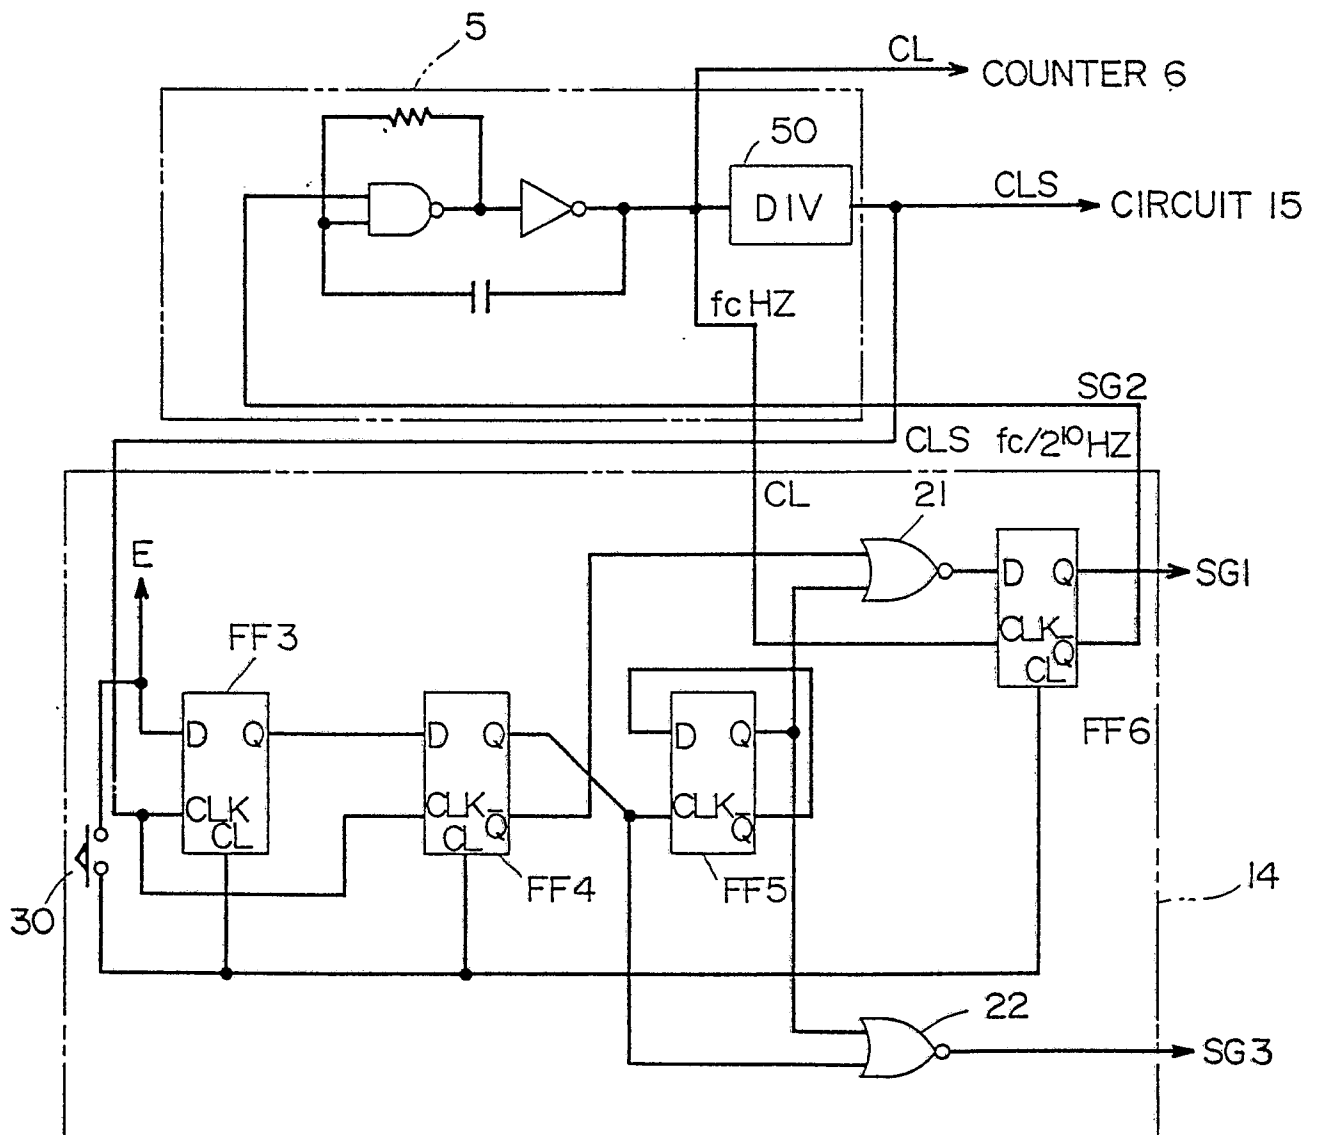 5
CL
COUNTER 6
50
DIV
CLS
CIRCUIT 15
fc HZ
SG2
CLS fc/2¹⁰HZ
CL
21
E
D Q
SG1
FF3
CLK
Q̅
CL
FF6
D Q
D Q
D Q
CLK
CL
CLK
Q̅
CL
CLK
Q̅
FF4
FF5
14
30
22
SG3